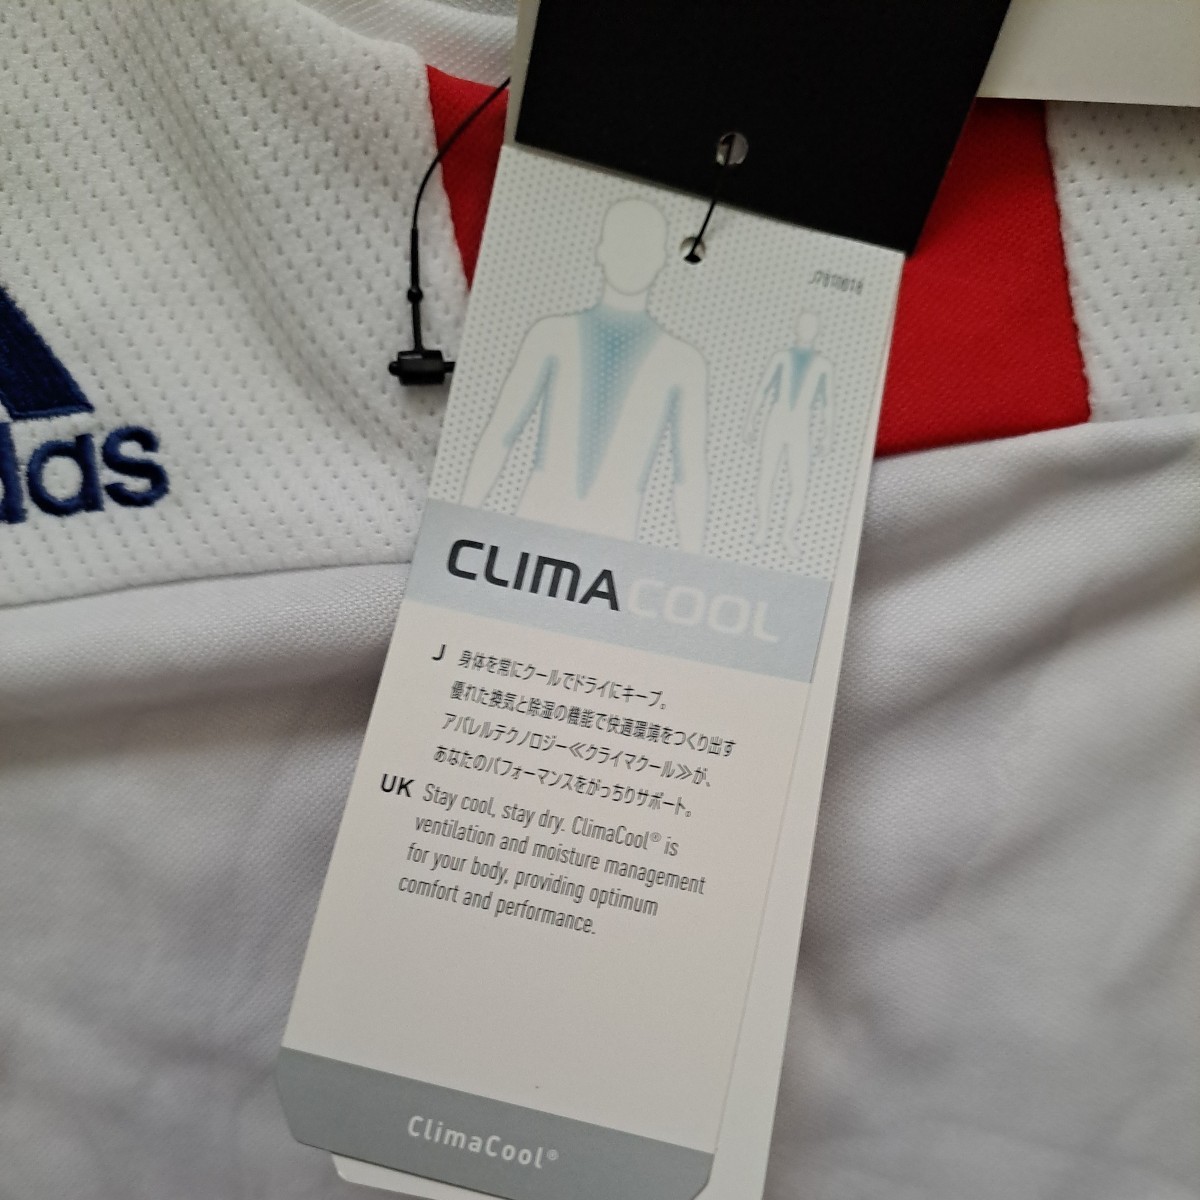 das
CLIMACOOL
J 身体を常にクールでドライにキープ。
優れた換気と除湿の機能で快適環境をつくり出す
アパレルテクノロジー≪クライマクール≫が、
あなたのパフォーマンスをがっちりサポート。
UK Stay cool, stay dry. ClimaCool® is
ventilation and moisture management
for your body, providing optimum
comfort and performance.
ClimaCool®